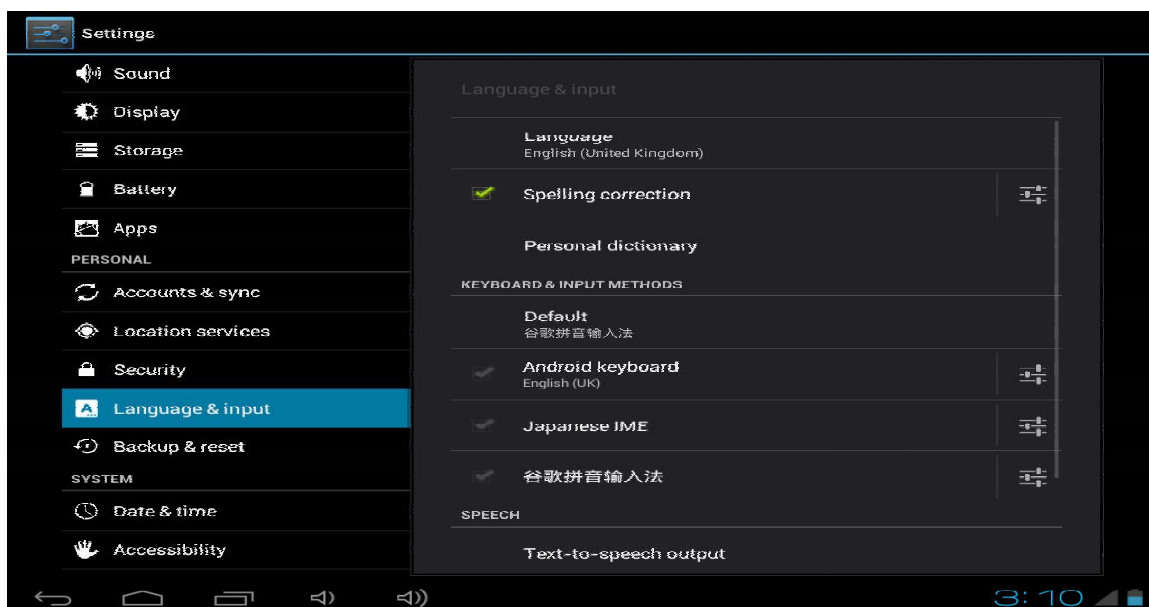 Settings
Sound
Display
Storage
Battery
Apps
PERSONAL
Accounts & sync
Location services
Security
Language & input
Backup & reset
SYSTEM
Date & time
Accessibility
Language & input
Language
English (United Kingdom)
Spelling correction
Personal dictionary
KEYBOARD & INPUT METHODS
Default
谷歌拼音输入法
Android keyboard
English (UK)
Japanese IME
谷歌拼音输入法
SPEECH
Text-to-speech output
3:10